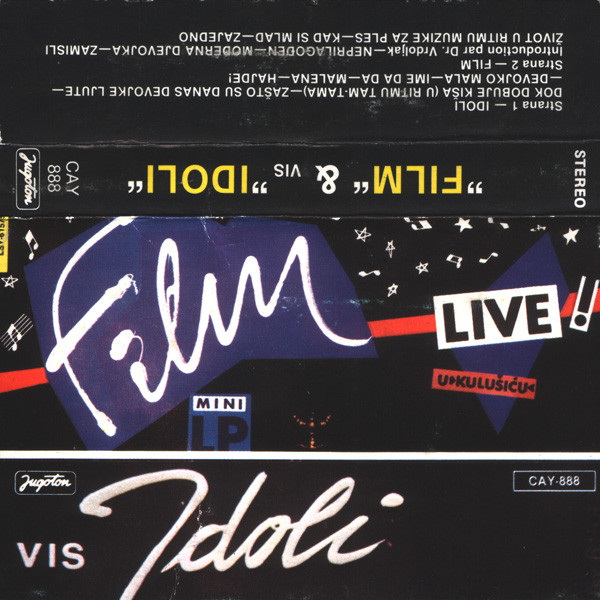 Strana 1 — IDOLI
DOK DOBUJE KIŠA (U RITMU TAM-TAMA)—ZAŠTO SU DANAS DEVOJKE LJUTE—
—DEVOJKO MALA—IME DA DA—MALENA—HAJDE!
Strana 2 — FILM
Introduction par Dr. Vrdoljak—NEPRILAGOĐEN—MODERNA DJEVOJKA—ZAMISLI
ŽIVOT U RITMU MUZIKE ZA PLES—KAD SI MLAD—ZAJEDNO
STEREO
"FILM" & VIS "IDOLI"
CAY
888
Jugoton
Film
LIVE!!
U•KULUŠIĆU•
MINI
LP
Jugoton
CAY-888
VIS Idoli